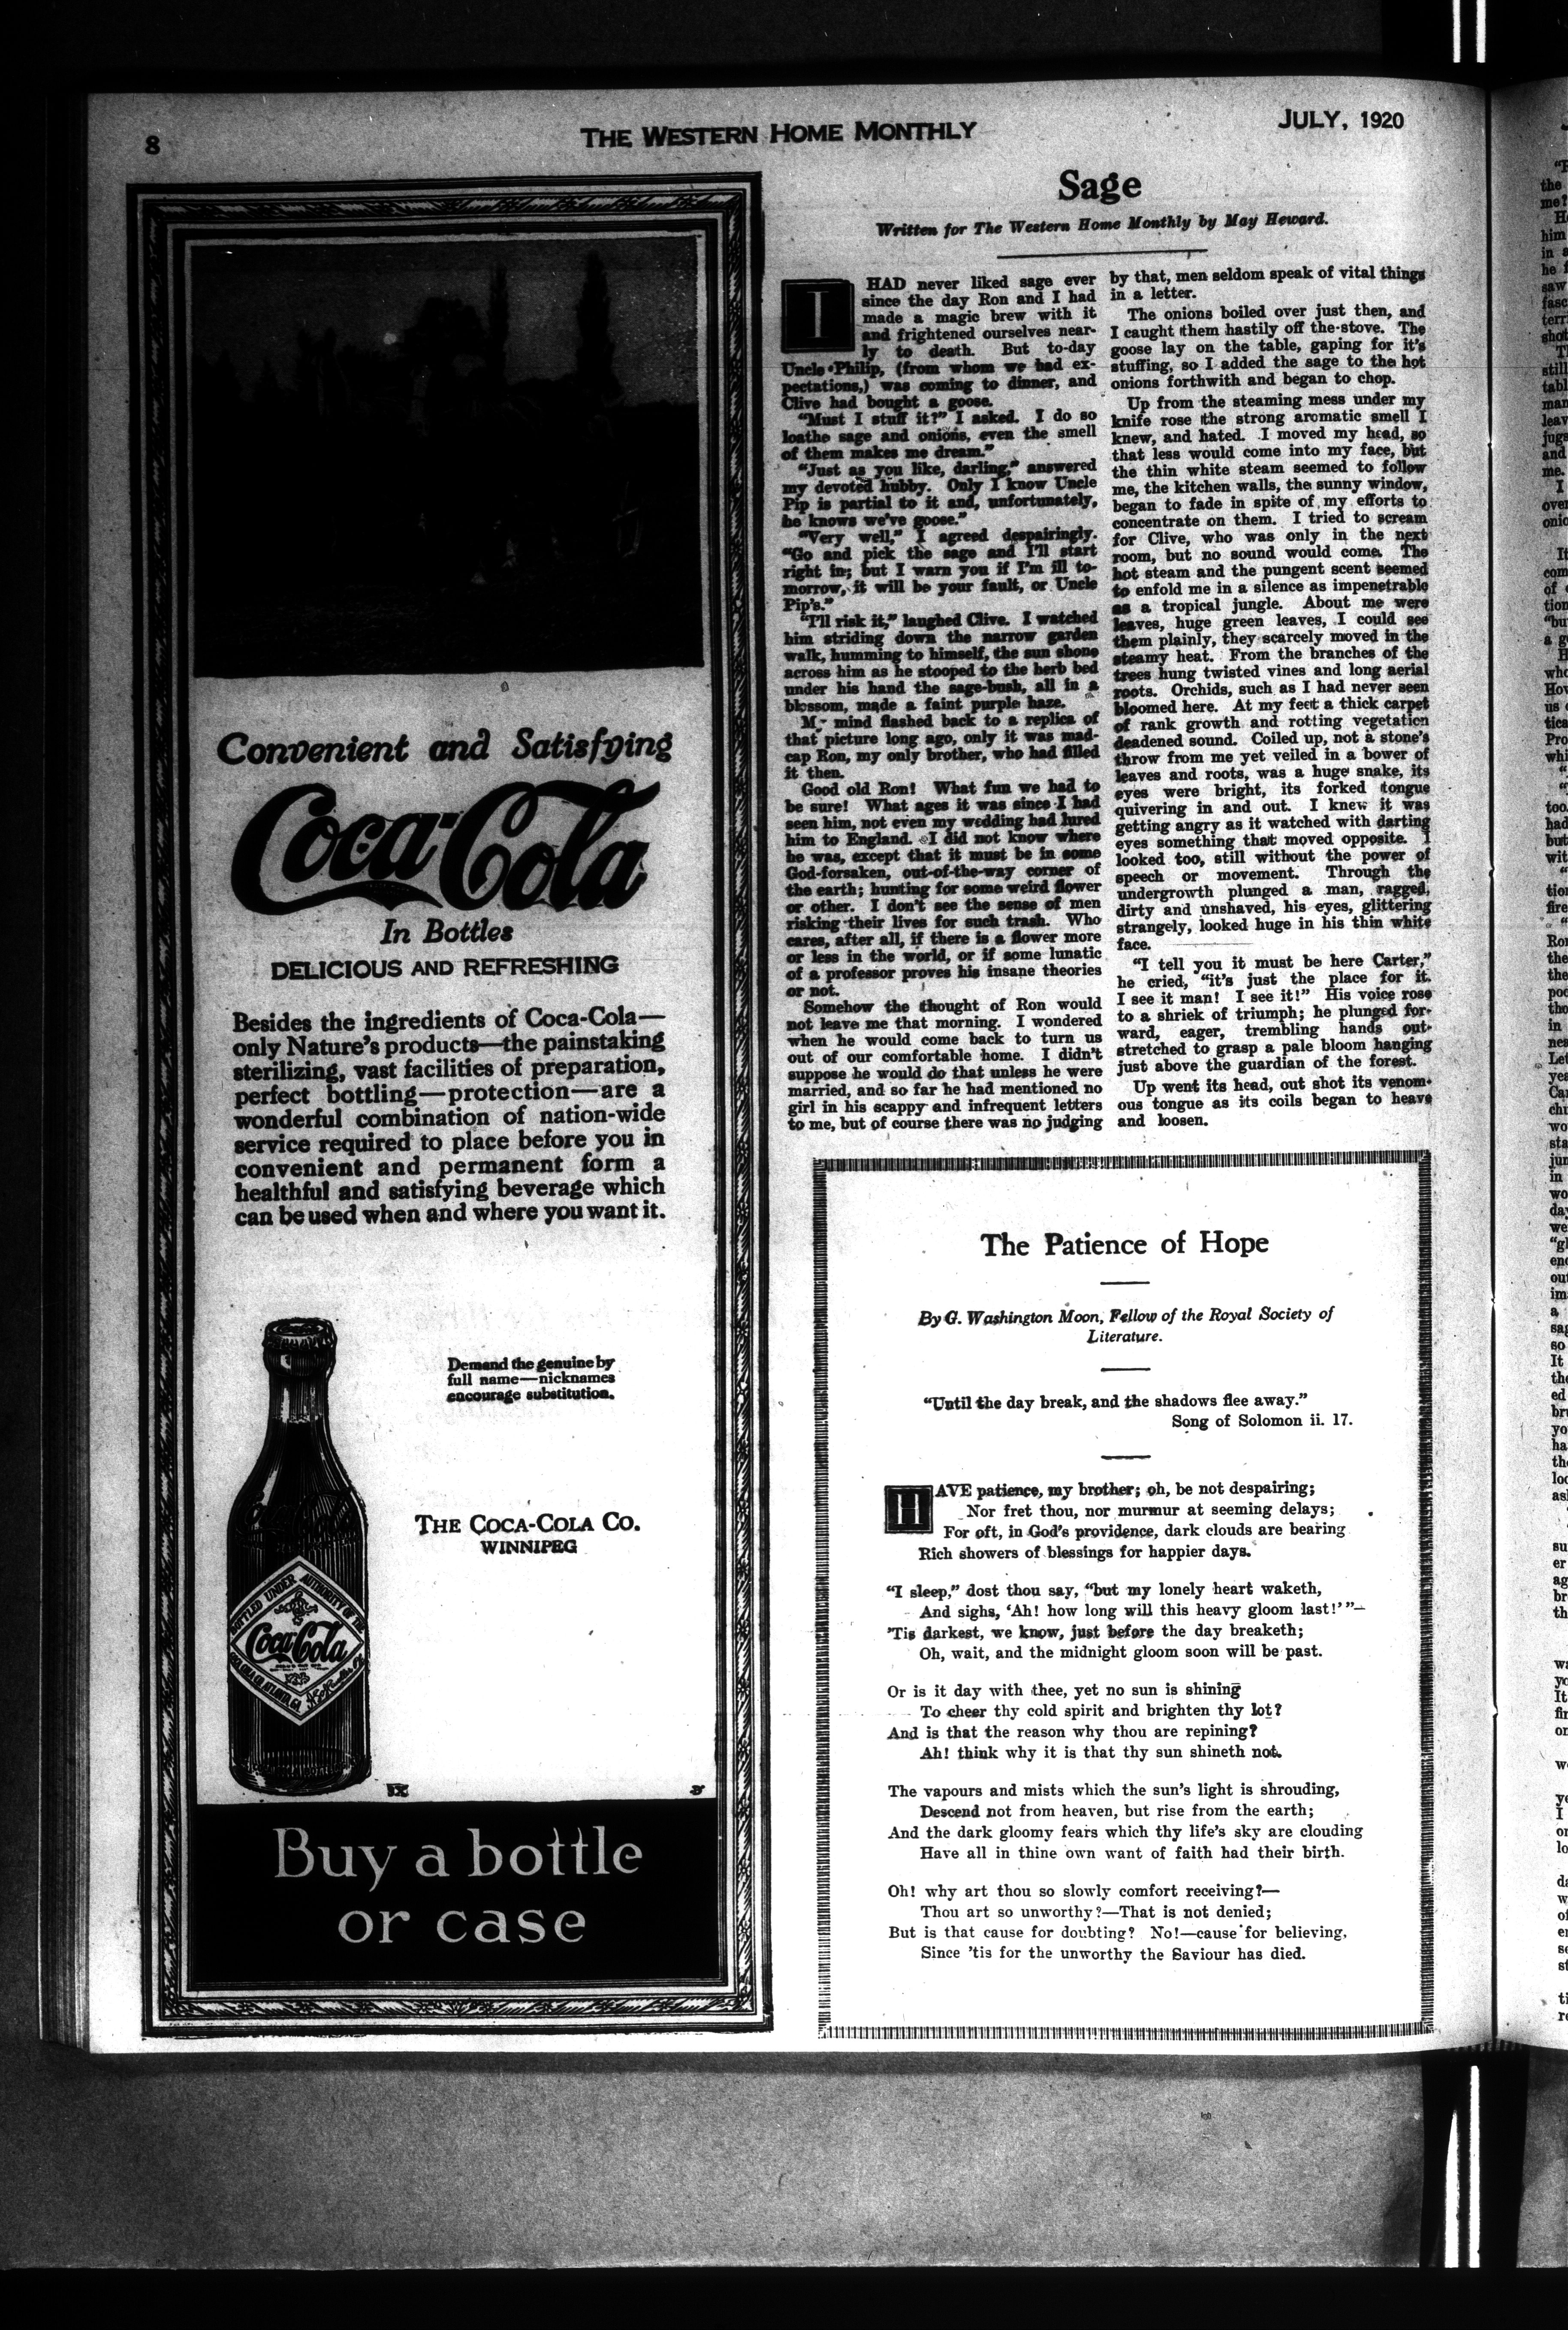 8
THE WESTERN HOME MONTHLY
JULY, 1920
Convenient and Satisfying
Coca-Cola
In Bottles
DELICIOUS AND REFRESHING
Besides the ingredients of Coca-Cola—
only Nature's products—the painstaking
sterilizing, vast facilities of preparation,
perfect bottling—protection—are a
wonderful combination of nation-wide
service required to place before you in
convenient and permanent form a
healthful and satisfying beverage which
can be used when and where you want it.
Demand the genuine by
full name—nicknames
encourage substitution.
THE COCA-COLA CO.
WINNIPEG
BOTTLED UNDER AUTHORITY OF THE
Coca-Cola
Buy a bottle
or case
Sage
Written for The Western Home Monthly by May Heward.
I HAD never liked sage ever
since the day Ron and I had
made a magic brew with it
and frightened ourselves near-
ly to death. But to-day
Uncle Philip, (from whom we had ex-
pectations,) was coming to dinner, and
Clive had bought a goose.
"Must I stuff it?" I asked. I do so
loathe sage and onions, even the smell
of them makes me dream."
"Just as you like, darling," answered
my devoted hubby. Only I know Uncle
Pip is partial to it and, unfortunately,
he knows we've goose."
"Very well," I agreed despairingly.
"Go and pick the sage and I'll start
right in; but I warn you if I'm ill to-
morrow, it will be your fault, or Uncle
Pip's."
"I'll risk it," laughed Clive. I watched
him striding down the narrow garden
walk, humming to himself, the sun shone
across him as he stooped to the herb bed
under his hand the sage-bush, all in a
blossom, made a faint purple haze.
My mind flashed back to a replica of
that picture long ago, only it was mad-
cap Ron, my only brother, who had filled
it then.
Good old Ron! What fun we had to
be sure! What ages it was since I had
seen him, not even my wedding had lured
him to England. I did not know where
he was, except that it must be in some
God-forsaken, out-of-the-way corner of
the earth; hunting for some weird flower
or other. I don't see the sense of men
risking their lives for such trash. Who
cares, after all, if there is a flower more
or less in the world, or if some lunatic
of a professor proves his insane theories
or not.
Somehow the thought of Ron would
not leave me that morning. I wondered
when he would come back to turn us
out of our comfortable home. I didn't
suppose he would do that unless he were
married, and so far he had mentioned no
girl in his scappy and infrequent letters
to me, but of course there was no judging
by that, men seldom speak of vital things
in a letter.
The onions boiled over just then, and
I caught them hastily off the-stove. The
goose lay on the table, gaping for it's
stuffing, so I added the sage to the hot
onions forthwith and began to chop.
Up from the steaming mess under my
knife rose the strong aromatic smell I
knew, and hated. I moved my head, so
that less would come into my face, but
the thin white steam seemed to follow
me, the kitchen walls, the sunny window,
began to fade in spite of my efforts to
concentrate on them. I tried to scream
for Clive, who was only in the next
room, but no sound would come. The
hot steam and the pungent scent seemed
to enfold me in a silence as impenetrable
as a tropical jungle. About me were
leaves, huge green leaves, I could see
them plainly, they scarcely moved in the
steamy heat. From the branches of the
trees hung twisted vines and long aerial
roots. Orchids, such as I had never seen
bloomed here. At my feet a thick carpet
of rank growth and rotting vegetation
deadened sound. Coiled up, not a stone's
throw from me yet veiled in a bower of
leaves and roots, was a huge snake, its
eyes were bright, its forked tongue
quivering in and out. I knew it was
getting angry as it watched with darting
eyes something that moved opposite. I
looked too, still without the power of
speech or movement. Through the
undergrowth plunged a man, ragged,
dirty and unshaved, his eyes, glittering
strangely, looked huge in his thin white
face.
"I tell you it must be here Carter,"
he cried, "it's just the place for it.
I see it man! I see it!" His voice rose
to a shriek of triumph; he plunged for-
ward, eager, trembling hands out-
stretched to grasp a pale bloom hanging
just above the guardian of the forest.
Up went its head, out shot its venom-
ous tongue as its coils began to heave
and loosen.
The Patience of Hope
By G. Washington Moon, Fellow of the Royal Society of
Literature.
"Until the day break, and the shadows flee away."
Song of Solomon ii. 17.
HAVE patience, my brother; oh, be not despairing;
Nor fret thou, nor murmur at seeming delays;
For oft, in God's providence, dark clouds are bearing
Rich showers of blessings for happier days.
"I sleep," dost thou say, "but my lonely heart waketh,
And sighs, 'Ah! how long will this heavy gloom last!'"—
'Tis darkest, we know, just before the day breaketh;
Oh, wait, and the midnight gloom soon will be past.
Or is it day with thee, yet no sun is shining
To cheer thy cold spirit and brighten thy lot?
And is that the reason why thou are repining?
Ah! think why it is that thy sun shineth not.
The vapours and mists which the sun's light is shrouding,
Descend not from heaven, but rise from the earth;
And the dark gloomy fears which thy life's sky are clouding
Have all in thine own want of faith had their birth.
Oh! why art thou so slowly comfort receiving?—
Thou art so unworthy?—That is not denied;
But is that cause for doubting? No!—cause for believing,
Since 'tis for the unworthy the Saviour has died.